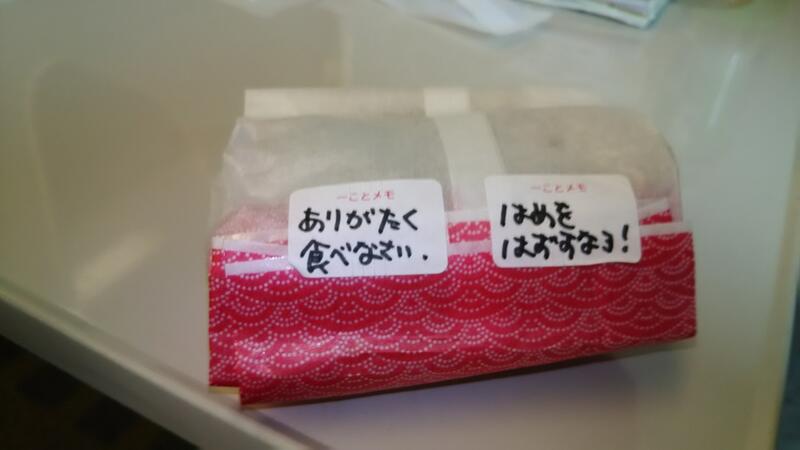 一ことメモ
ありがたく
食べなさい.
一ことメモ
はめを
はずすなよ!